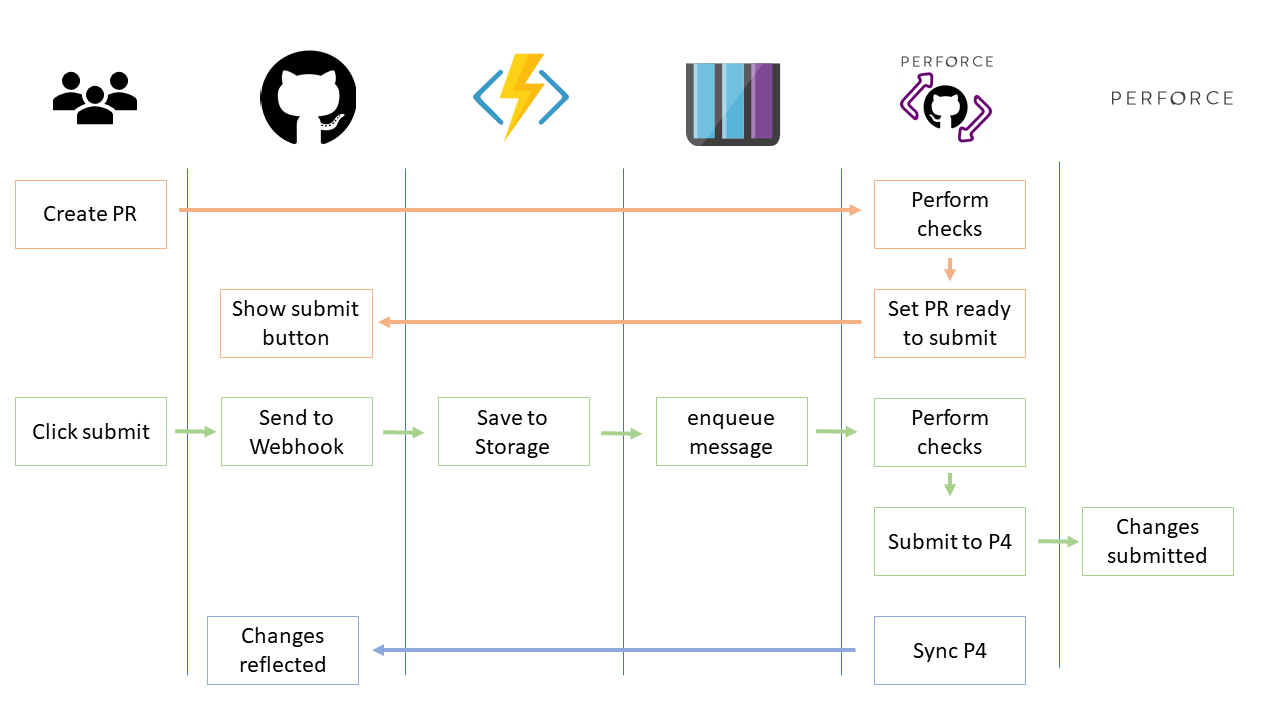 PERFORCE
PERFORCE
Create PR
Perform
checks
Show submit
button
Set PR ready
to submit
Click submit
Send to
Webhook
Save to
Storage
enqueue
message
Perform
checks
Submit to P4
Changes
submitted
Changes
reflected
Sync P4